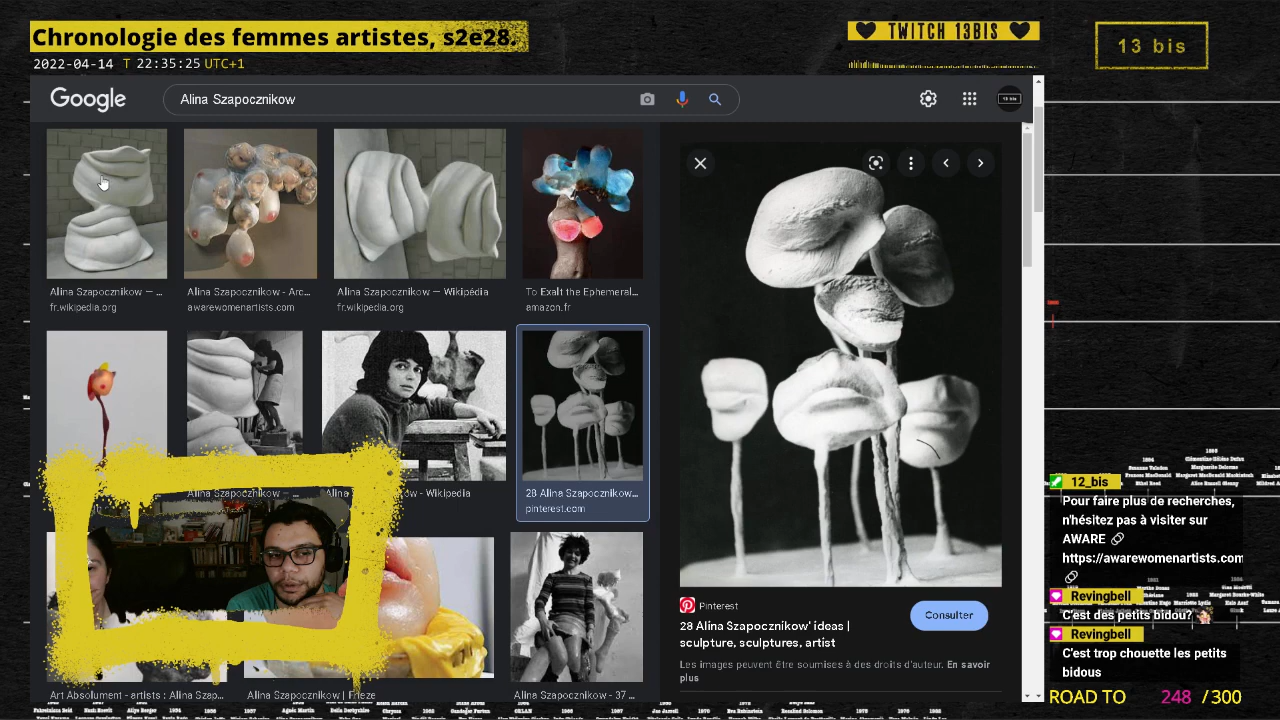 Chronologie des femmes artistes, s2e28.
2022-04-14 T 22:35:25 UTC+1
TWITCH 13BIS
13 bis
Google
Alina Szapocznikow
Alina Szapocznikow — ...
fr.wikipedia.org
Alina Szapocznikow - Arc...
awarewomenartists.com
Alina Szapocznikow — Wikipédia
fr.wikipedia.org
To Exalt the Ephemeral...
amazon.fr
Alina Szapocznikow — ...
- Wikipedia
28 Alina Szapocznikow...
pinterest.com
Art Absolument - artistes : Alina Szap...
Alina Szapocznikow | Frieze
Alina Szapocznikow - 37 ...
Pinterest
28 Alina Szapocznikow' ideas |
sculpture, sculptures, artist
Consulter
Les images peuvent être soumises à des droits d'auteur. En savoir
plus
12_bis
Pour faire plus de recherches,
n'hésitez pas à visiter sur
AWARE
https://awarewomenartists.com
Revingbell
C'est des petits bidou?
Revingbell
C'est trop chouette les petits
bidous
ROAD TO 248 / 300